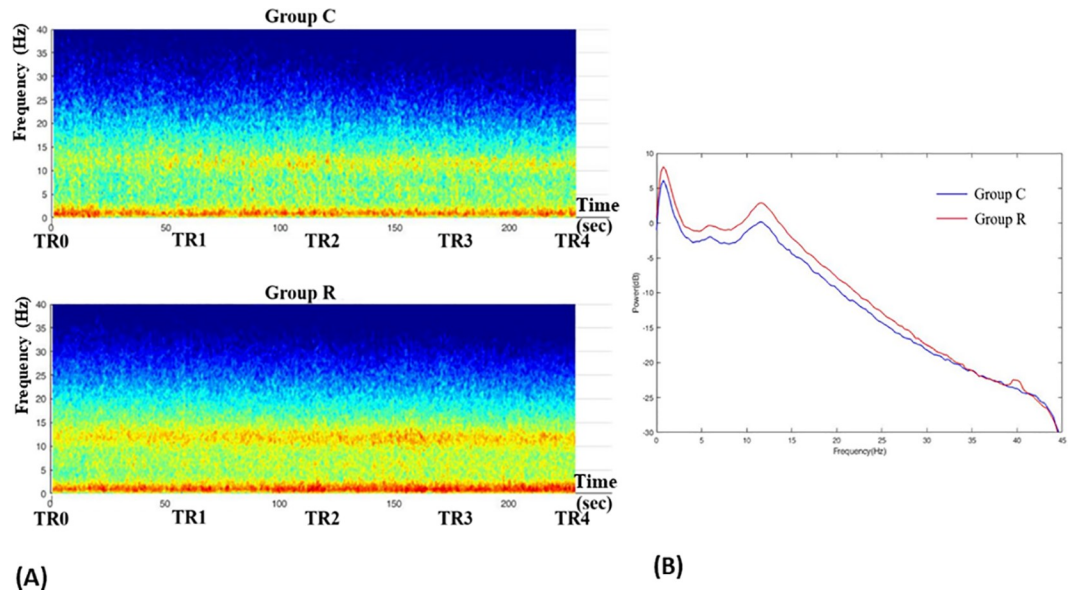 Group C
Frequency (Hz)
40
35
30
25
20
15
10
5
0
0 50 100 150 200
Time
(sec)
TR0 TR1 TR2 TR3 TR4
Group R
Frequency (Hz)
40
35
30
25
20
15
10
5
0
0 50 100 150 200
Time
(sec)
TR0 TR1 TR2 TR3 TR4
(A)
Power(dB)
10
5
0
-5
-10
-15
-20
-25
-30
Group C
Group R
0 5 10 15 20 25 30 35 40 45
Frequency(Hz)
(B)